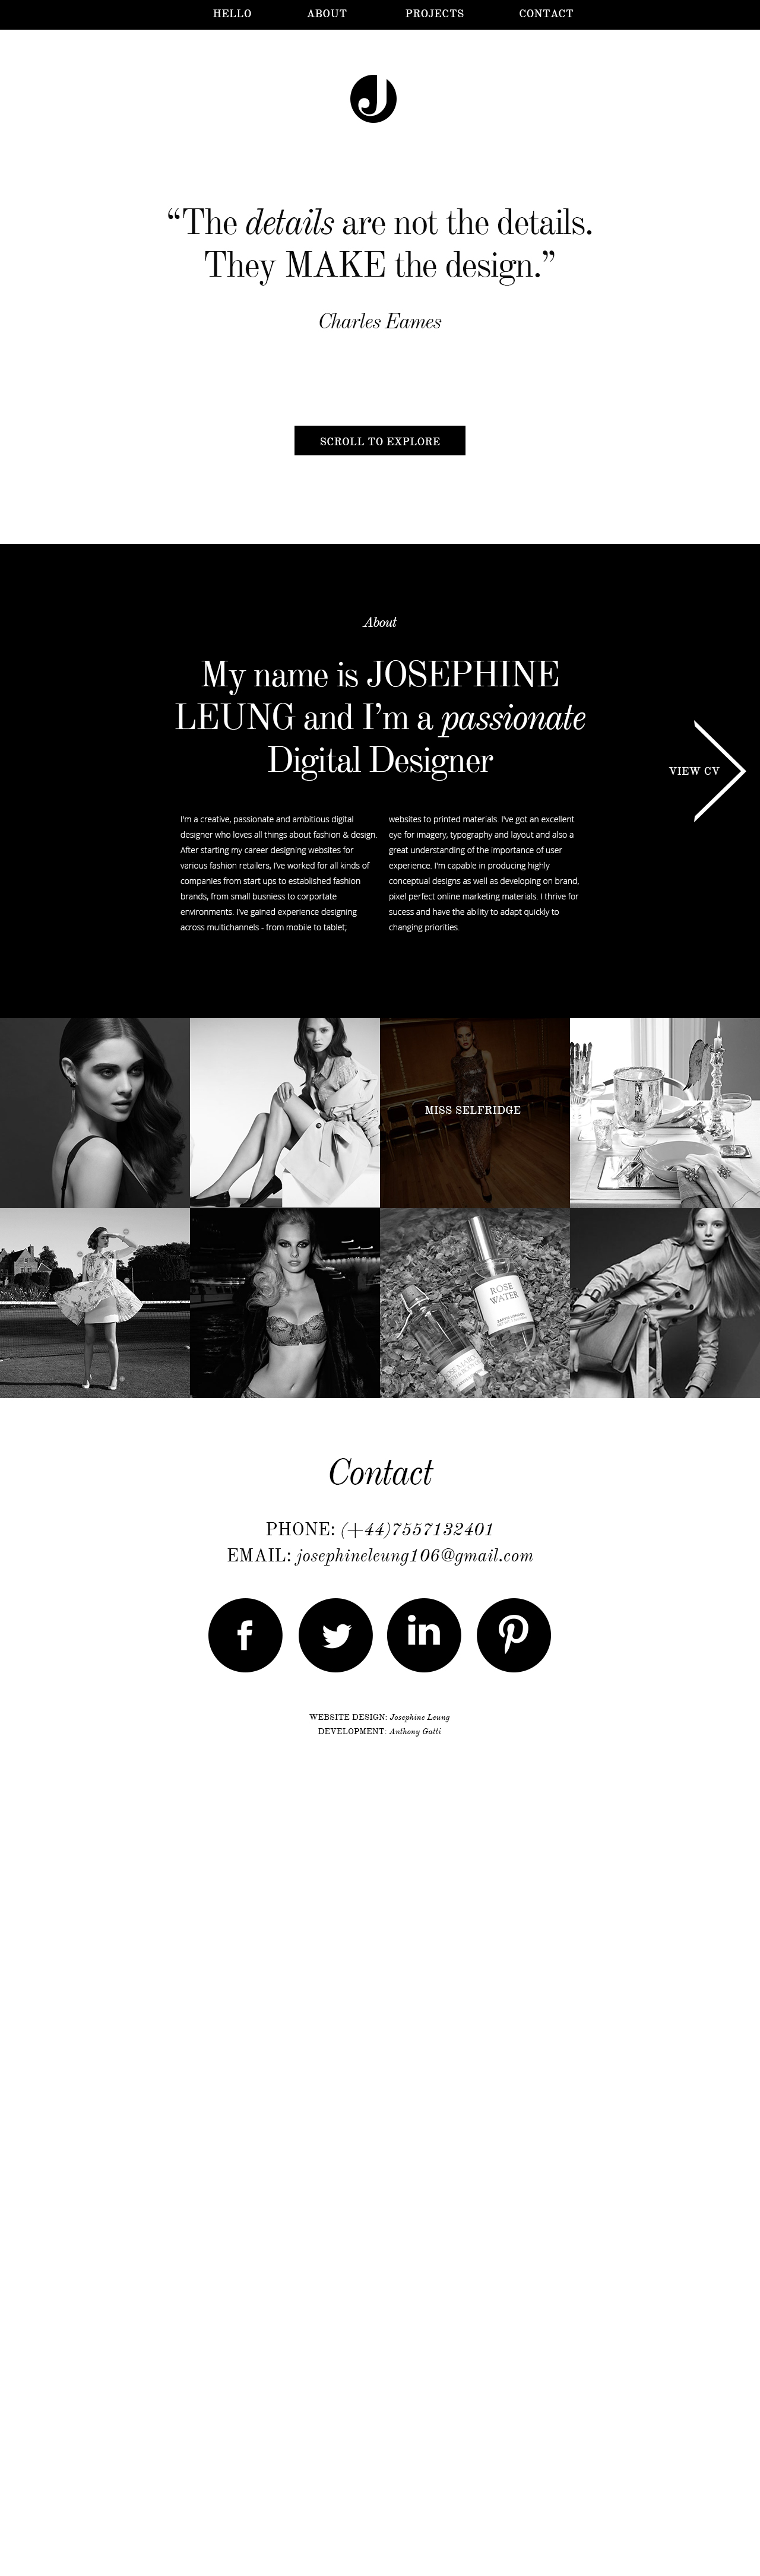 HELLO ABOUT PROJECTS CONTACT
J
“The details are not the details.
They MAKE the design.”
Charles Eames
SCROLL TO EXPLORE
About
My name is JOSEPHINE
LEUNG and I’m a passionate
Digital Designer
VIEW CV
I'm a creative, passionate and ambitious digital
designer who loves all things about fashion & design.
After starting my career designing websites for
various fashion retailers, I've worked for all kinds of
companies from start ups to established fashion
brands, from small busniess to corportate
environments. I've gained experience designing
across multichannels - from mobile to tablet;
websites to printed materials. I've got an excellent
eye for imagery, typography and layout and also a
great understanding of the importance of user
experience. I'm capable in producing highly
conceptual designs as well as developing on brand,
pixel perfect online marketing materials. I thrive for
sucess and have the ability to adapt quickly to
changing priorities.
MISS SELFRIDGE
ROSE
WATER
Contact
PHONE: (+44)7557132401
EMAIL: josephineleung106@gmail.com
f
in
WEBSITE DESIGN: Josephine Leung
DEVELOPMENT: Anthony Gatti